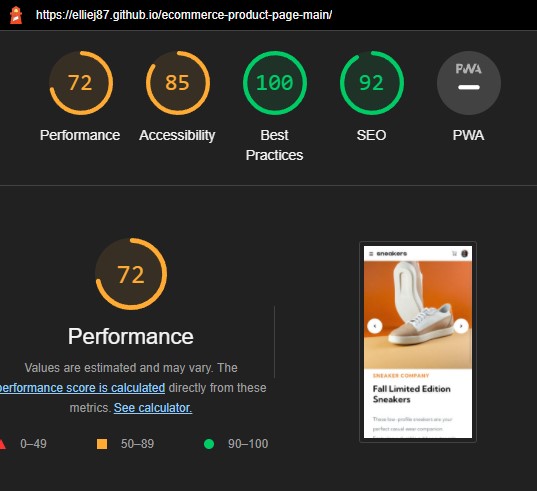 https://elliej87.github.io/ecommerce-product-page-main/
72
85
100
92
PWA
Performance
Accessibility
Best
Practices
SEO
PWA
72
Performance
Values are estimated and may vary. The
performance score is calculated directly from these
metrics. See calculator.
0–49
50–89
90–100
sneakers
SNEAKER COMPANY
Fall Limited Edition
Sneakers
These low-profile sneakers are your
perfect casual wear companion.